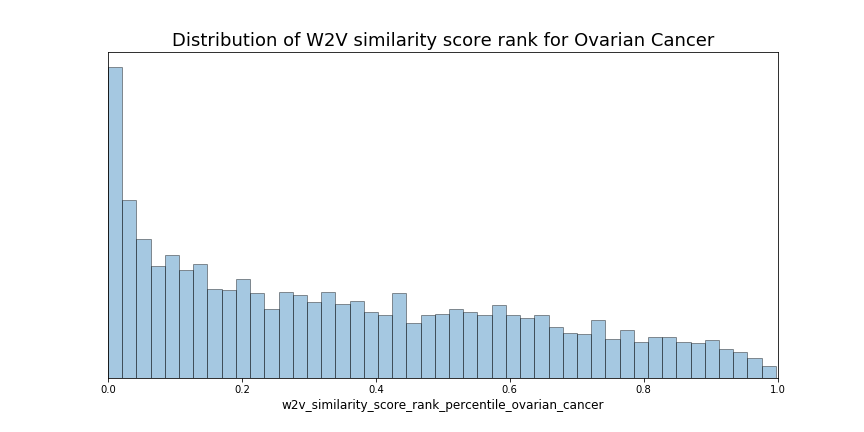 Distribution of W2V similarity score rank for Ovarian Cancer
0.0 0.2 0.4 0.6 0.8 1.0
w2v_similarity_score_rank_percentile_ovarian_cancer